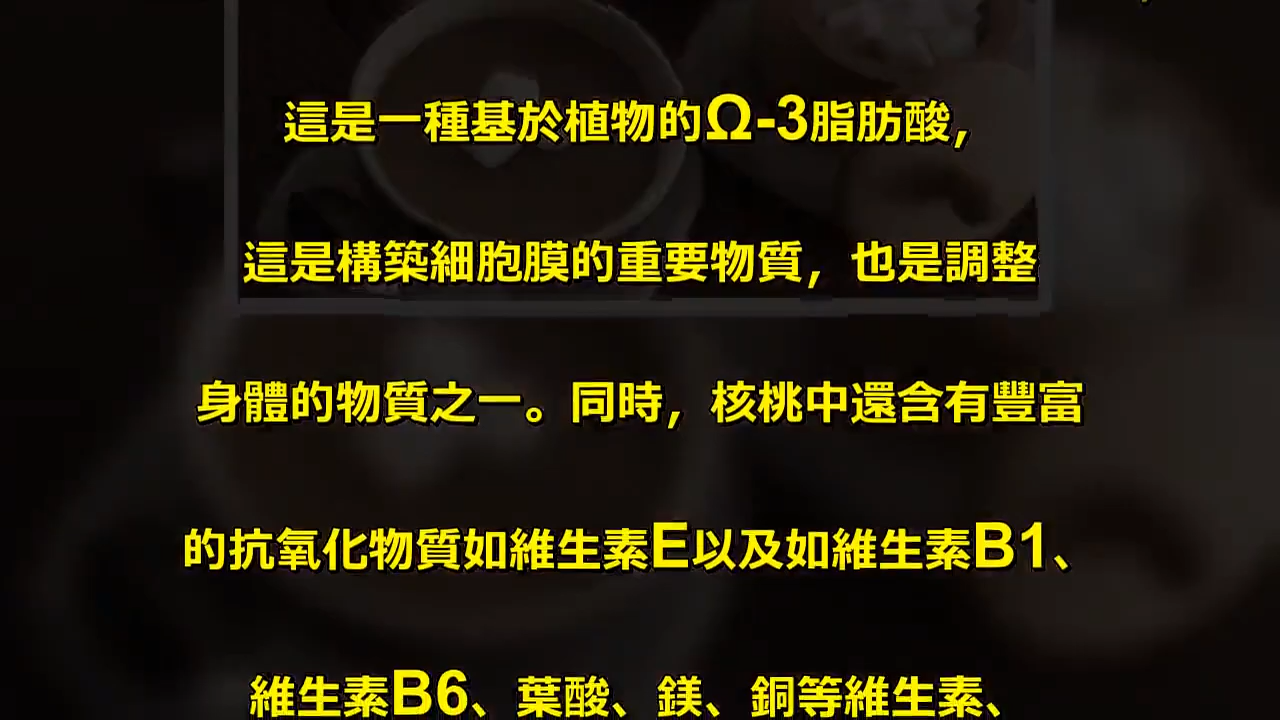 這是一種基於植物的Ω-3脂肪酸，
這是構築細胞膜的重要物質，也是調整
身體的物質之一。同時，核桃中還含有豐富
的抗氧化物質如維生素E以及如維生素B1、
維生素B6、葉酸、鎂、銅等維生素、